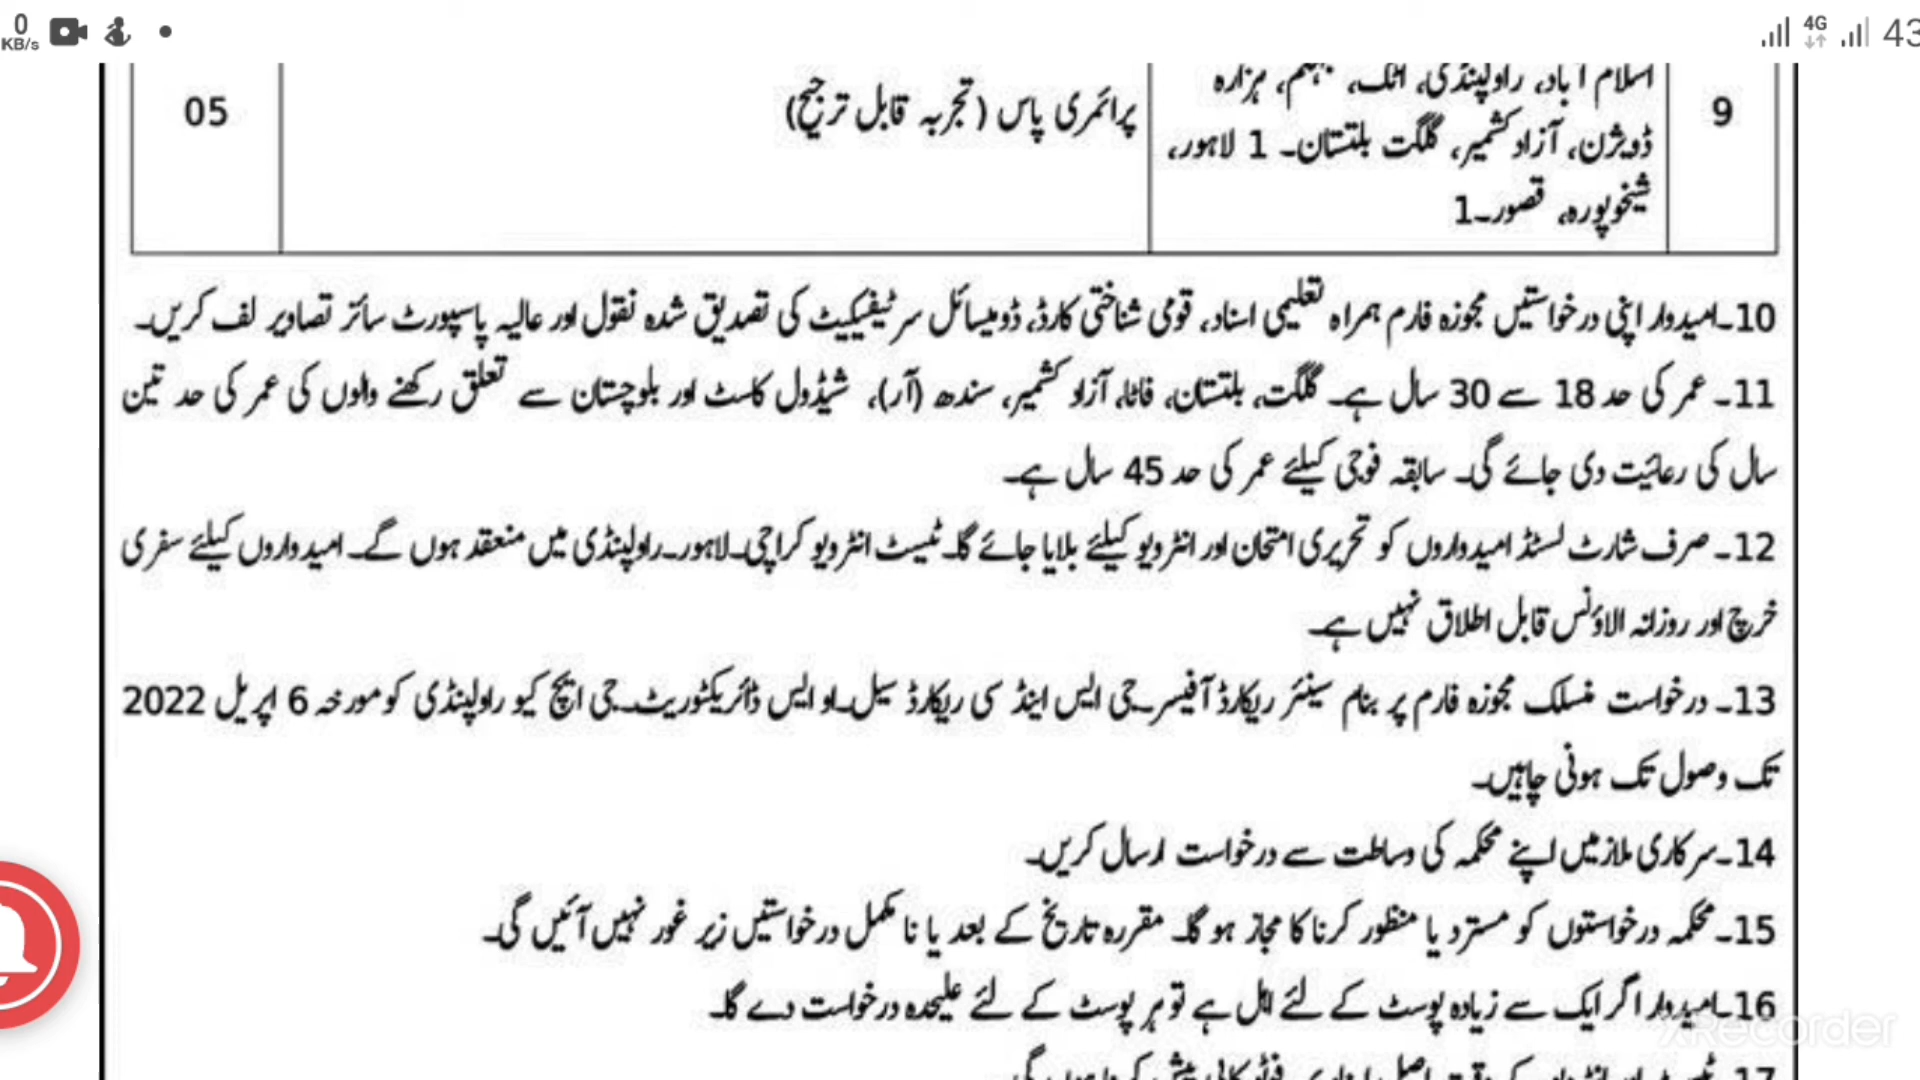 0
KB/s
4G
43
9
اسلام آباد، راولپنڈی، اٹک، جہلم، ہزارہ
ڈویژن، آزاد کشمیر، گلگت بلتستان۔ 1 لاہور،
شیخوپورہ، قصور۔1
پرائمری پاس (تجربہ قابل ترجیح)
05
10۔امیدوار اپنی درخواستیں مجوزہ فارم ہمراہ تعلیمی اسناد، قومی شناختی کارڈ، ڈومیسائل سرٹیفیکیٹ کی تصدیق شدہ نقول اور عالیہ پاسپورٹ سائز تصاویر لف کریں۔
11۔ عمر کی حد 18 سے 30 سال ہے۔ گلگت، بلتستان، فاٹا، آزاد کشمیر، سندھ (آر)، شیڈول کاسٹ اور بلوچستان سے تعلق رکھنے والوں کی عمر کی حد تین
سال کی رعائیت دی جائے گی۔ سابقہ فوجی کیلئے عمر کی حد 45 سال ہے۔
12۔ صرف شارٹ لسٹڈ امیدواروں کو تحریری امتحان اور انٹرویو کیلئے بلایا جائے گا۔ ٹیسٹ انٹرویو کراچی۔لاہور۔راولپنڈی میں منعقد ہوں گے۔ امیدواروں کیلئے سفری
خرچ اور روزانہ الاؤنس قابل اطلاق نہیں ہے۔
13۔ درخواست منسلک مجوزہ فارم پر بنام سینئر ریکارڈ آفیسر۔جی ایس اینڈ سی ریکارڈ سیل۔او ایس ڈائریکٹوریٹ۔جی ایچ کیو راولپنڈی کو مورخہ 6 اپریل 2022
تک وصول تک ہونی چاہیں۔
14۔سرکاری ملازمیں اپنے محکمہ کی وساطت سے درخواست ارسال کریں۔
15۔ محکمہ درخواستوں کو مسترد یا منظور کرنا کا مجاز ہو گا۔ مقررہ تاریخ کے بعد یا نا مکمل درخواستیں زیر غور نہیں آئیں گی۔
16۔امیدوار اگر ایک سے زیادہ پوسٹ کے لئے اہل ہے تو ہر پوسٹ کے لئے علیحدہ درخواست دے گا۔
XRecorder